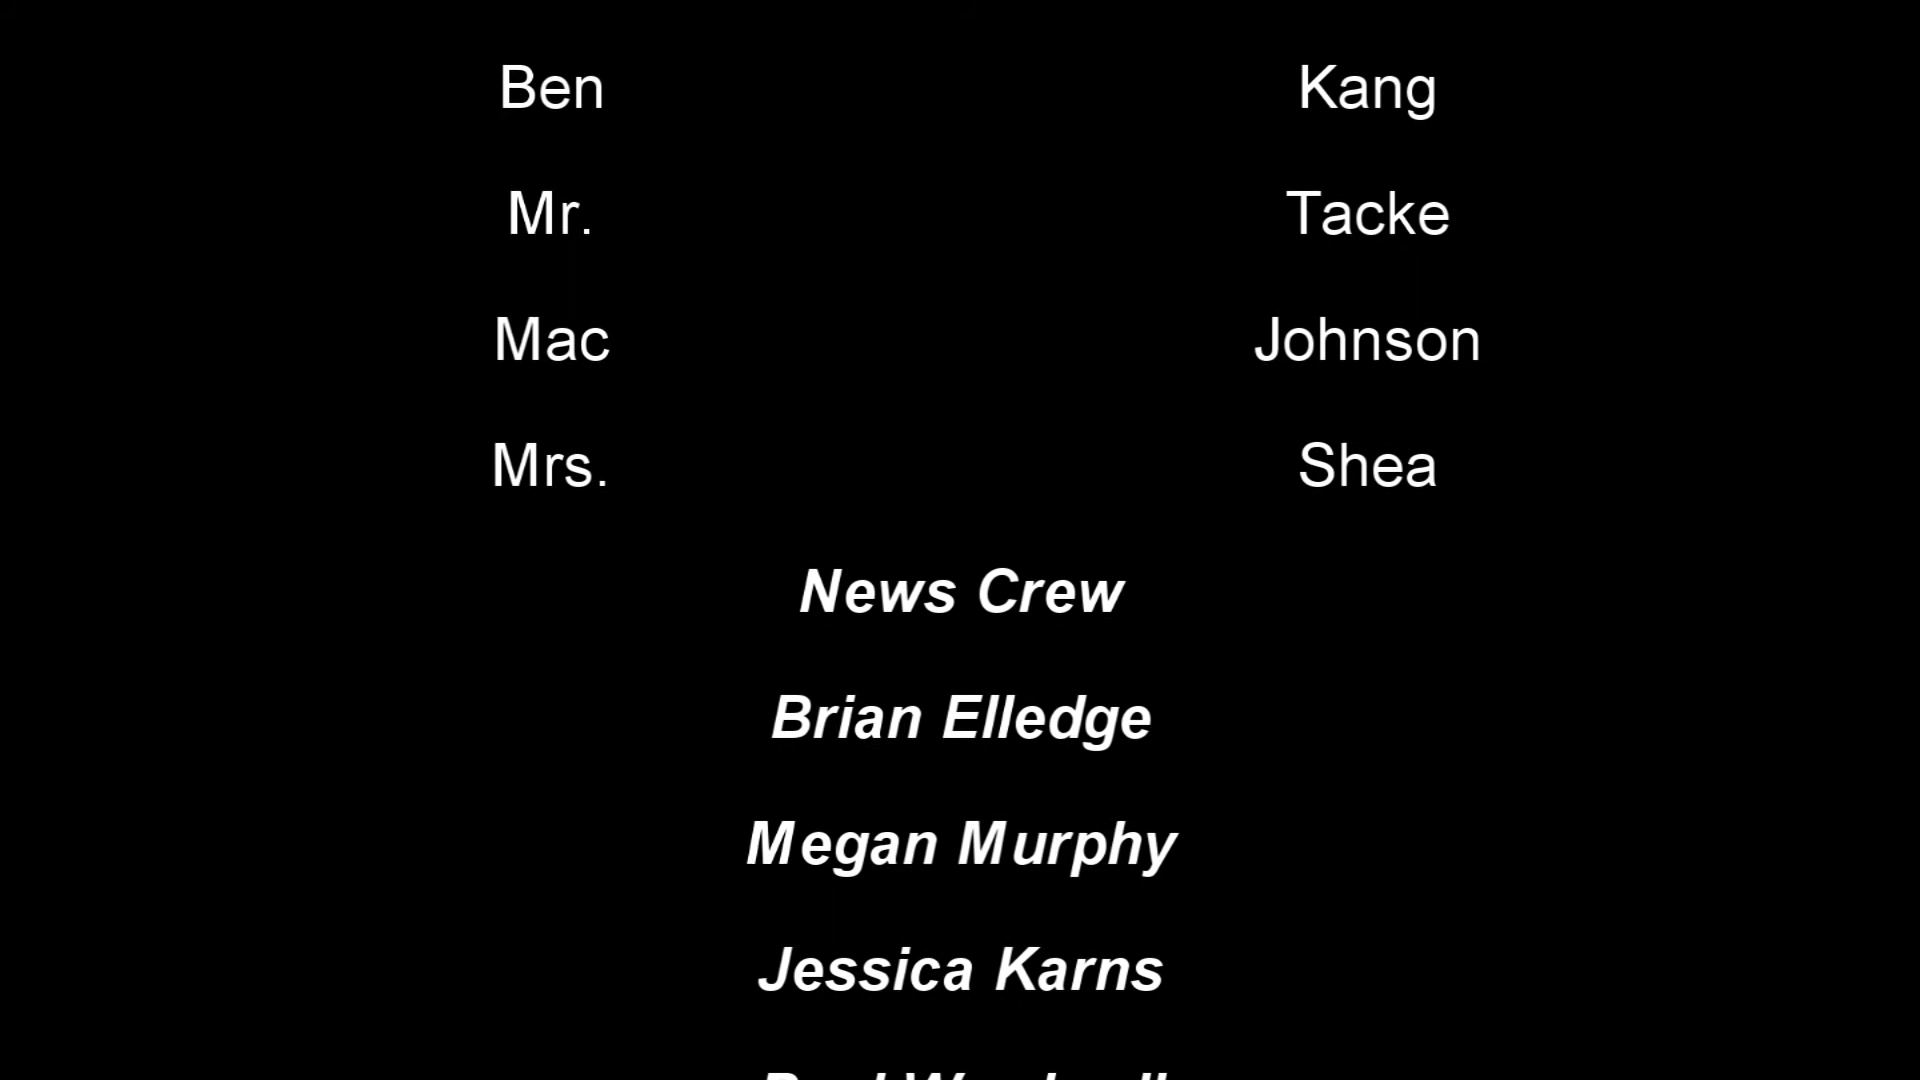 Ben Kang
Mr. Tacke
Mac Johnson
Mrs. Shea
News Crew
Brian Elledge
Megan Murphy
Jessica Karns